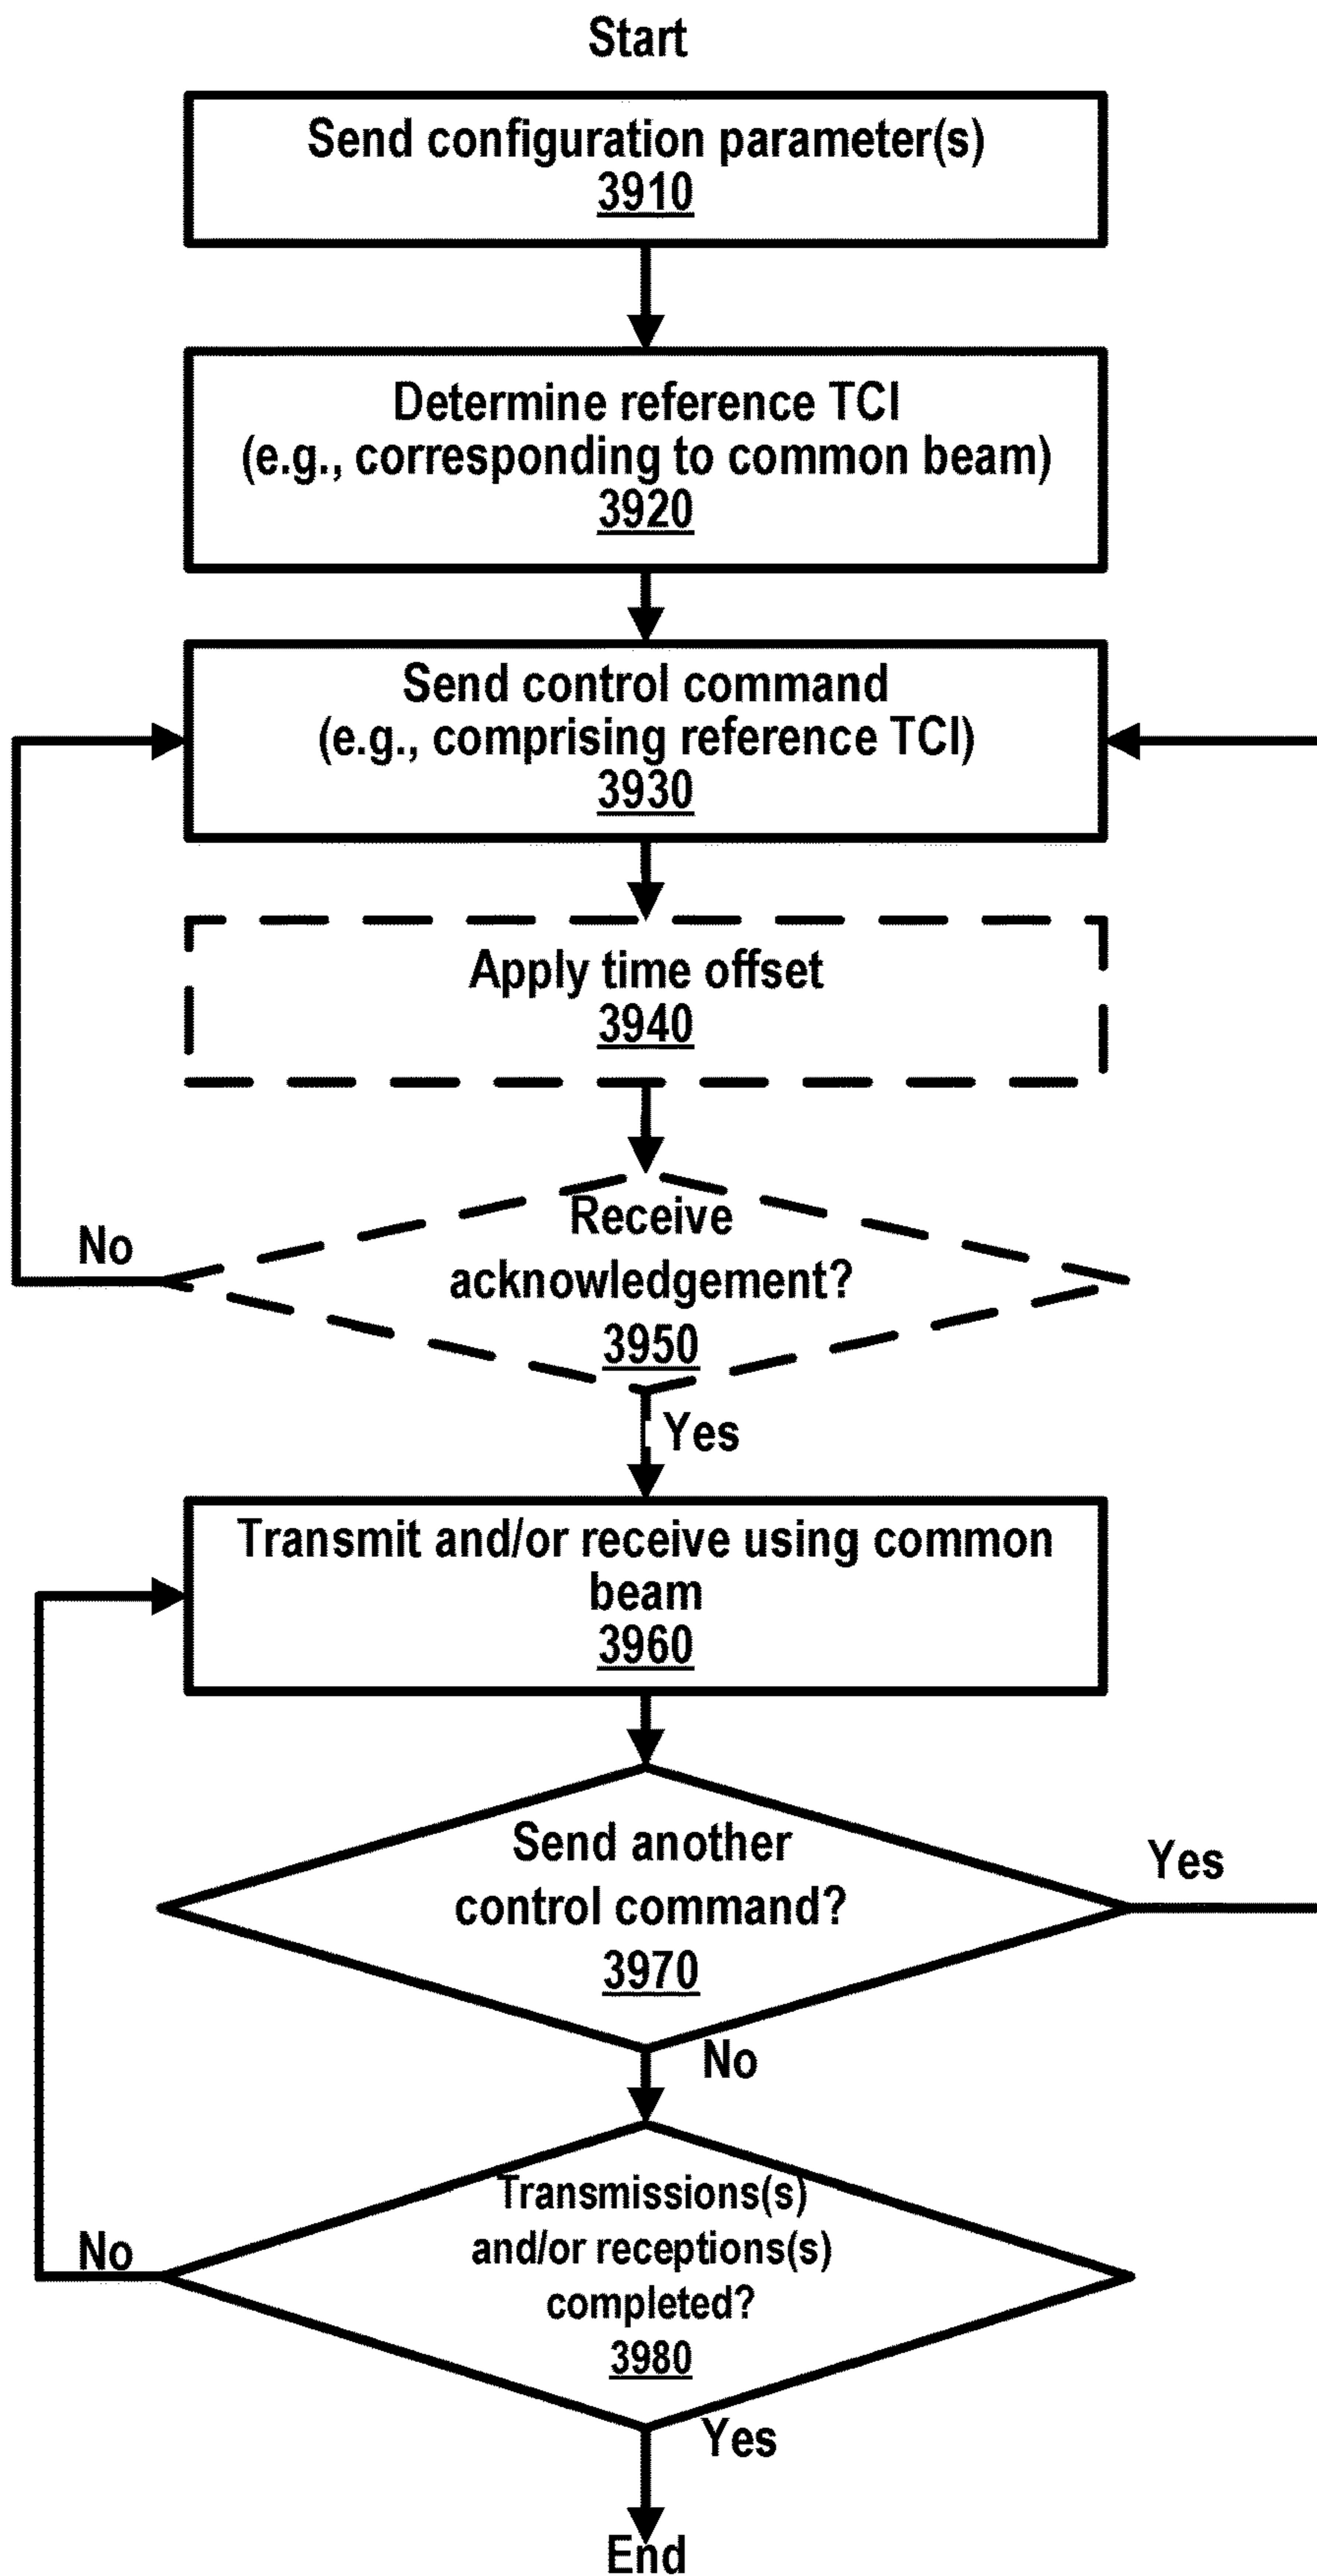 Start
Send configuration parameter(s)
3910
Determine reference TCI
(e.g., corresponding to common beam)
3920
Send control command
(e.g., comprising reference TCI)
3930
Apply time offset
3940
Receive
acknowledgement?
3950
No
Yes
Transmit and/or receive using common
beam
3960
Send another
control command?
3970
Yes
No
Transmissions(s)
and/or receptions(s)
completed?
3980
No
Yes
End